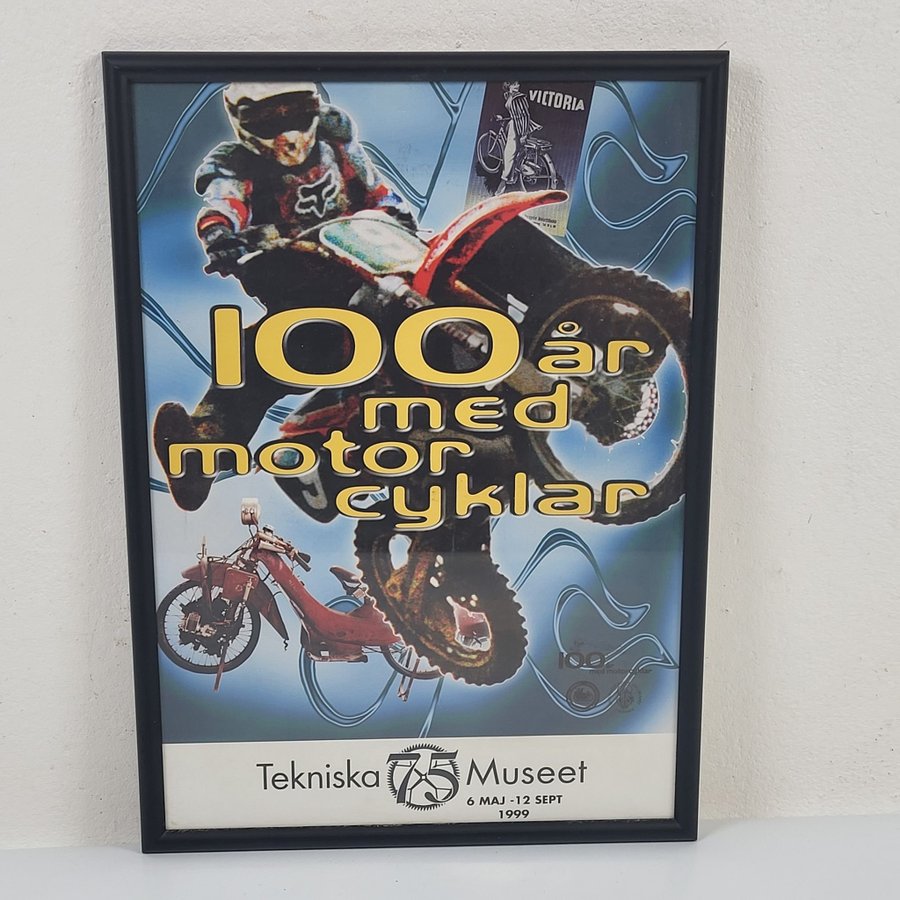 VICTORIA
100 år
med
motor
cyklar
100
med motorcyklar
Tekniska 75 Museet
6 MAJ -12 SEPT
1999